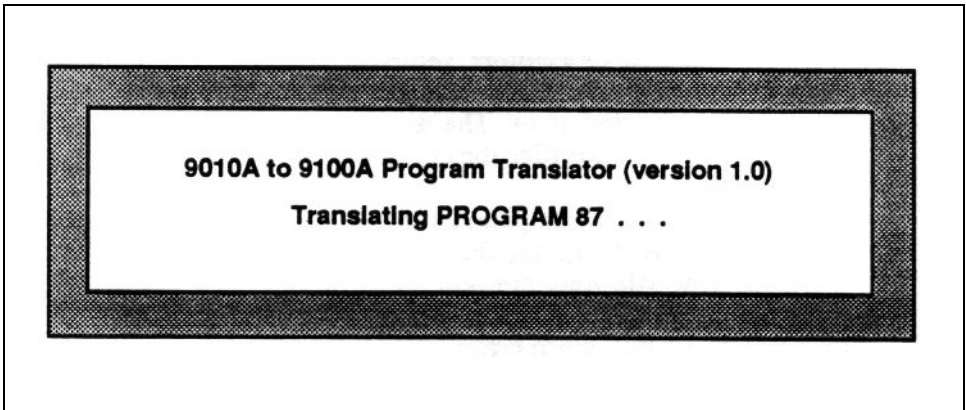 9010A to 9100A Program Translator (version 1.0)
Translating PROGRAM 87 . . .